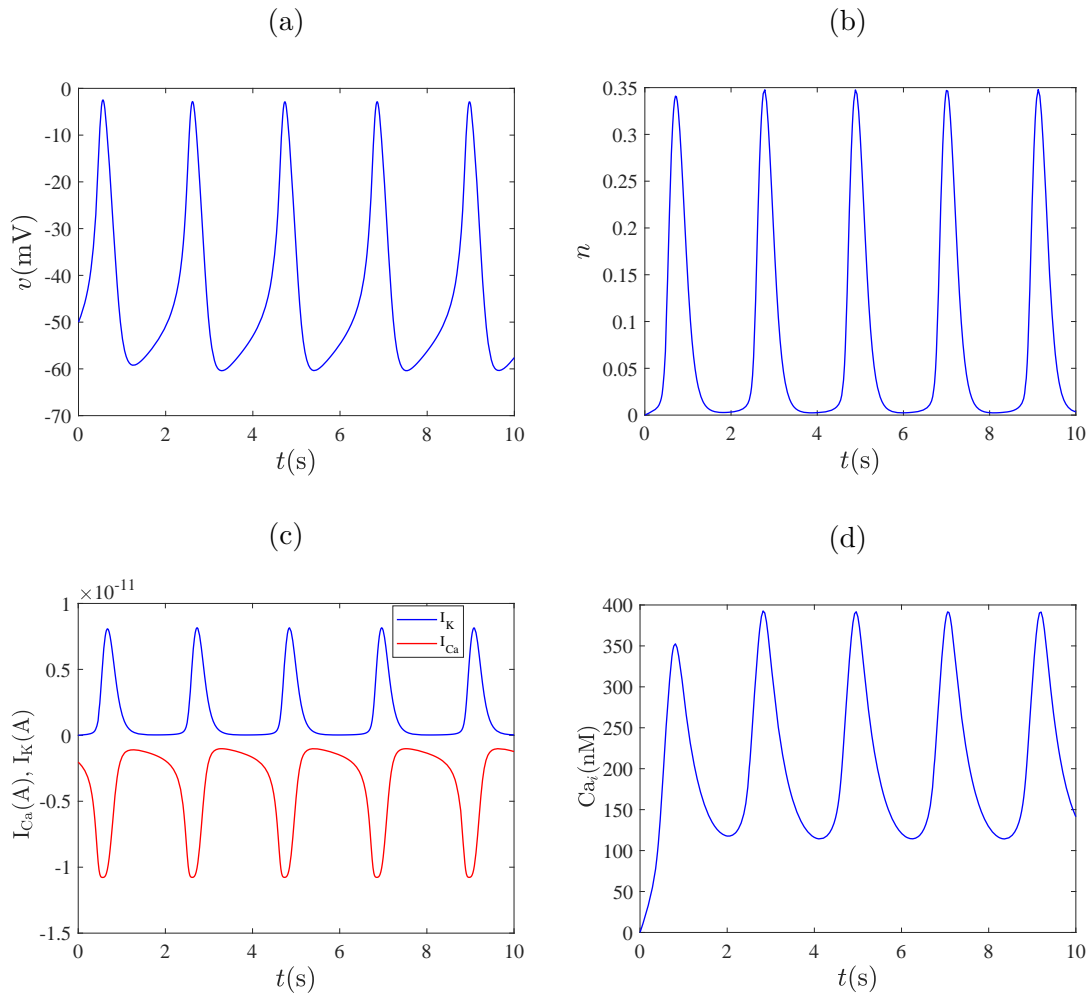 (a)
0
-10
-20
-30
-40
-50
-60
-70
v(mV)
0 2 4 6 8 10
t(s)
(b)
0.35
0.3
0.25
0.2
0.15
0.1
0.05
0
n
0 2 4 6 8 10
t(s)
(c)
×10-11
1
0.5
0
-0.5
-1
-1.5
I_Ca(A), I_K(A)
I_K
I_Ca
0 2 4 6 8 10
t(s)
(d)
400
350
300
250
200
150
100
50
0
Ca_i(nM)
0 2 4 6 8 10
t(s)